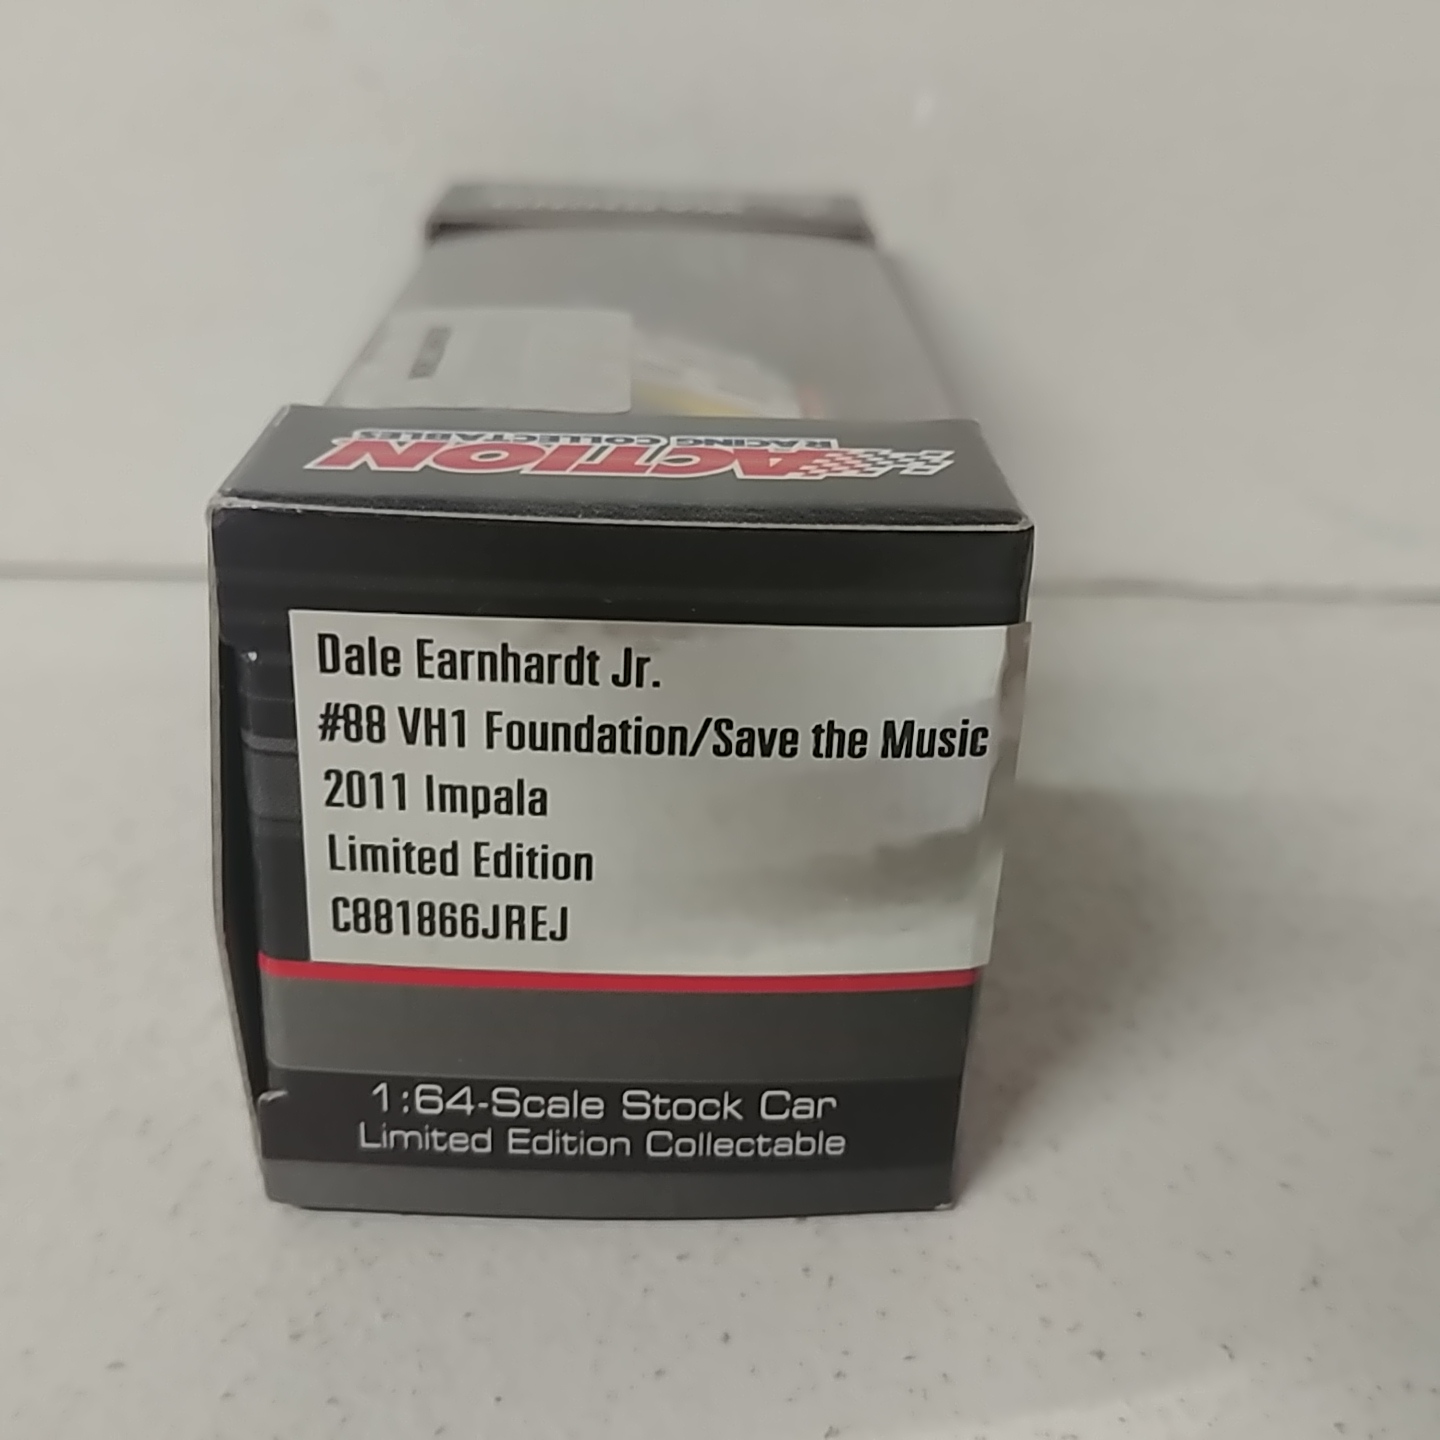 ACTION
RACING COLLECTABLES
Dale Earnhardt Jr.
#88 VH1 Foundation/Save the Music
2011 Impala
Limited Edition
C881866JREJ
1:64-Scale Stock Car
Limited Edition Collectable